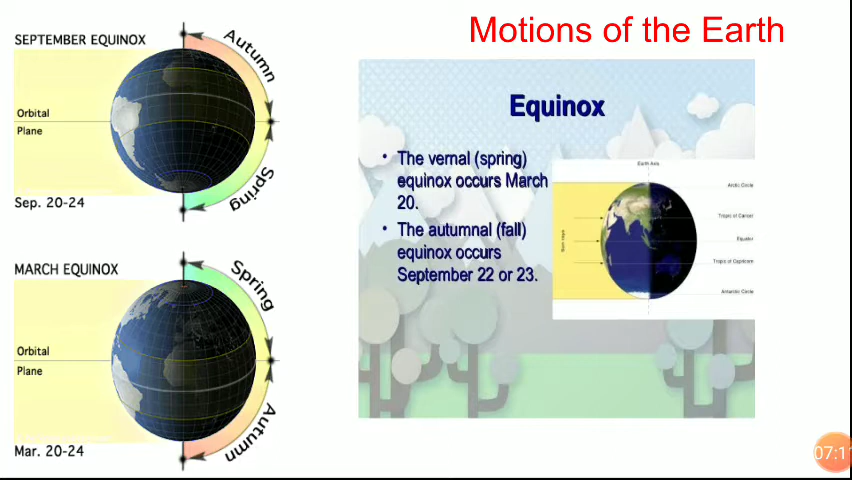 Motions of the Earth
SEPTEMBER EQUINOX
Autumn
Orbital
Plane
Spring
Sep. 20-24
MARCH EQUINOX
Spring
Orbital
Plane
Autumn
Mar. 20-24
Equinox
• The vernal (spring)
equinox occurs March
20.
• The autumnal (fall)
equinox occurs
September 22 or 23.
Earth Axis
Arctic Circle
Tropic of Cancer
Equator
Tropic of Capricorn
Antarctic Circle
07:11